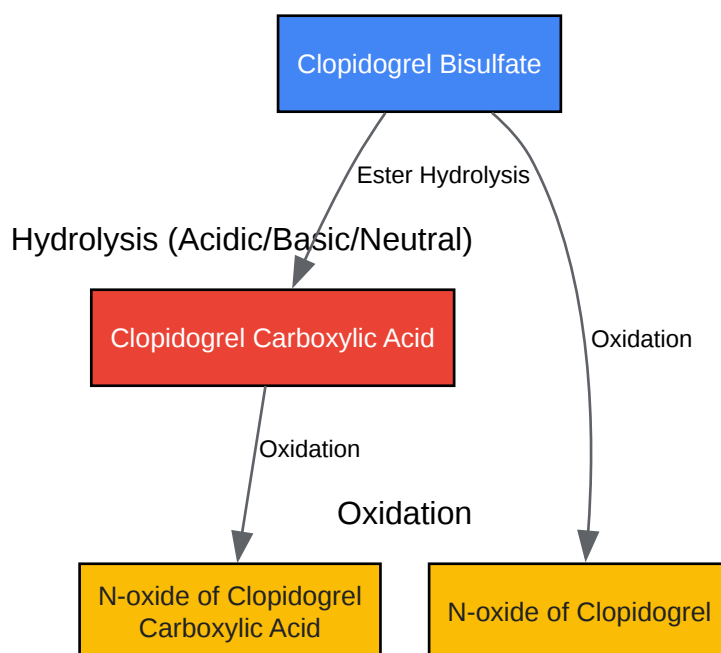 Clopidogrel Bisulfate
Ester Hydrolysis
Hydrolysis (Acidic/Basic/Neutral)
Clopidogrel Carboxylic Acid
Oxidation
Oxidation
Oxidation
N-oxide of Clopidogrel
Carboxylic Acid
N-oxide of Clopidogrel